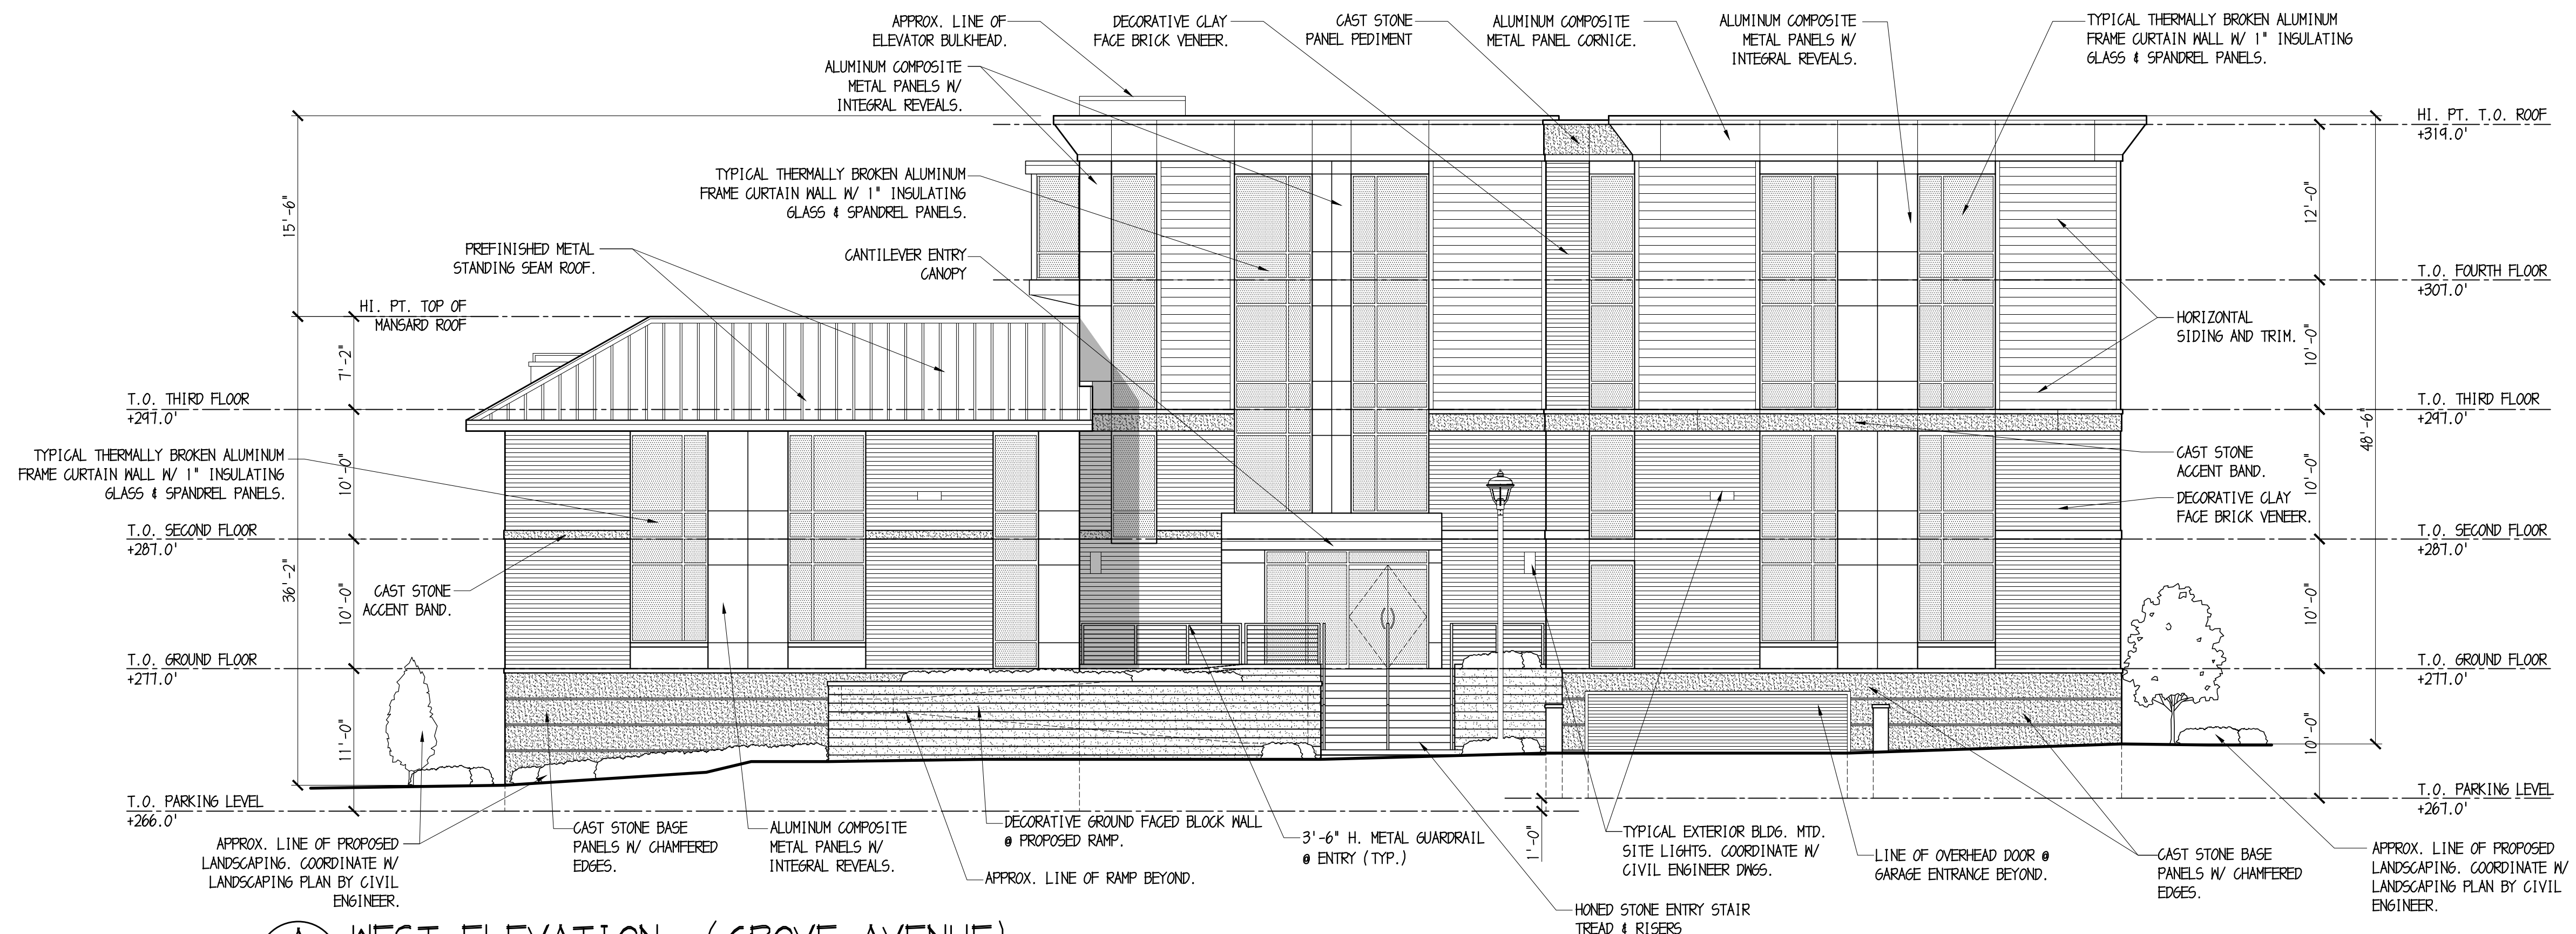 APPROX. LINE OF
ELEVATOR BULKHEAD.
DECORATIVE CLAY
FACE BRICK VENEER.
CAST STONE
PANEL PEDIMENT
ALUMINUM COMPOSITE
METAL PANEL CORNICE.
ALUMINUM COMPOSITE
METAL PANELS W/
INTEGRAL REVEALS.
TYPICAL THERMALLY BROKEN ALUMINUM
FRAME CURTAIN WALL W/ 1" INSULATING
GLASS & SPANDREL PANELS.
ALUMINUM COMPOSITE
METAL PANELS W/
INTEGRAL REVEALS.
HI. PT. T.O. ROOF
+319.0'
TYPICAL THERMALLY BROKEN ALUMINUM
FRAME CURTAIN WALL W/ 1" INSULATING
GLASS & SPANDREL PANELS.
15'-6"
12'-0"
PREFINISHED METAL
STANDING SEAM ROOF.
CANTILEVER ENTRY
CANOPY
T.O. FOURTH FLOOR
+307.0'
HI. PT. TOP OF
MANSARD ROOF
HORIZONTAL
SIDING AND TRIM.
7'-2"
10'-0"
T.O. THIRD FLOOR
+297.0'
T.O. THIRD FLOOR
+297.0'
48'-6"
TYPICAL THERMALLY BROKEN ALUMINUM
FRAME CURTAIN WALL W/ 1" INSULATING
GLASS & SPANDREL PANELS.
10'-0"
CAST STONE
ACCENT BAND.
10'-0"
DECORATIVE CLAY
FACE BRICK VENEER.
T.O. SECOND FLOOR
+287.0'
T.O. SECOND FLOOR
+287.0'
36'-2"
CAST STONE
ACCENT BAND.
10'-0"
10'-0"
T.O. GROUND FLOOR
+277.0'
T.O. GROUND FLOOR
+277.0'
11'-0"
10'-0"
T.O. PARKING LEVEL
+266.0'
T.O. PARKING LEVEL
+267.0'
APPROX. LINE OF PROPOSED
LANDSCAPING. COORDINATE W/
LANDSCAPING PLAN BY CIVIL
ENGINEER.
CAST STONE BASE
PANELS W/ CHAMFERED
EDGES.
ALUMINUM COMPOSITE
METAL PANELS W/
INTEGRAL REVEALS.
DECORATIVE GROUND FACED BLOCK WALL
@ PROPOSED RAMP.
APPROX. LINE OF RAMP BEYOND.
3'-6" H. METAL GUARDRAIL
@ ENTRY (TYP.)
1'-0"
TYPICAL EXTERIOR BLDG. MTD.
SITE LIGHTS. COORDINATE W/
CIVIL ENGINEER DWGS.
LINE OF OVERHEAD DOOR @
GARAGE ENTRANCE BEYOND.
CAST STONE BASE
PANELS W/ CHAMFERED
EDGES.
APPROX. LINE OF PROPOSED
LANDSCAPING. COORDINATE W/
LANDSCAPING PLAN BY CIVIL
ENGINEER.
HONED STONE ENTRY STAIR
TREAD & RISERS
WEST ELEVATION (GROVE AVENUE)